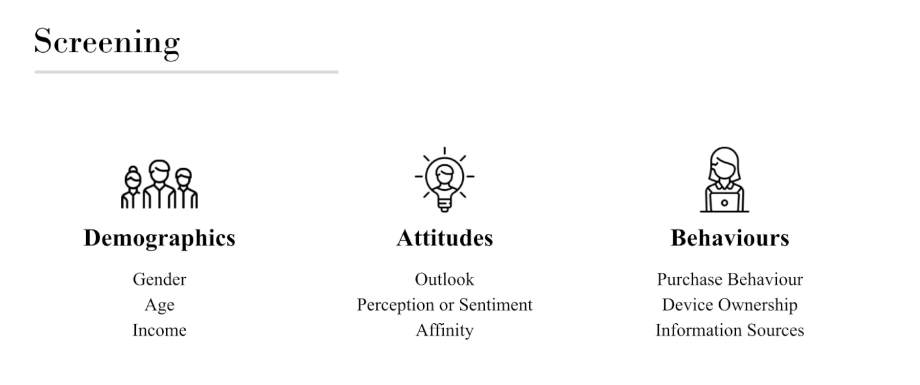 Screening
Demographics
Gender
Age
Income
Attitudes
Outlook
Perception or Sentiment
Affinity
Behaviours
Purchase Behaviour
Device Ownership
Information Sources